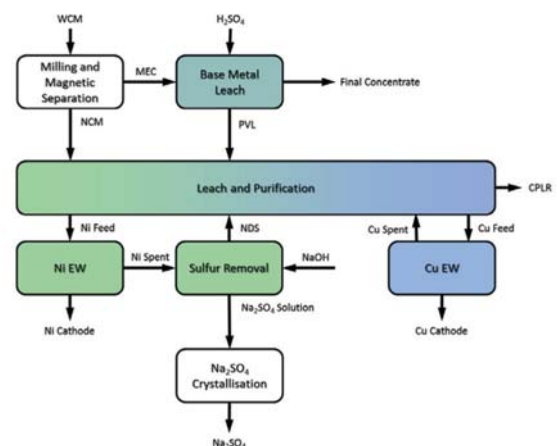 WCM
H₂SO₄
Milling and
Magnetic
Separation
MEC
Base Metal
Leach
Final Concentrate
NCM
PVL
Leach and Purification
CPLR
Ni Feed
NDS
Cu Spent
Cu Feed
Ni EW
Ni Spent
Sulfur Removal
NaOH
Cu EW
Ni Cathode
Na₂SO₄ Solution
Cu Cathode
Na₂SO₄
Crystallisation
Na₂SO₄